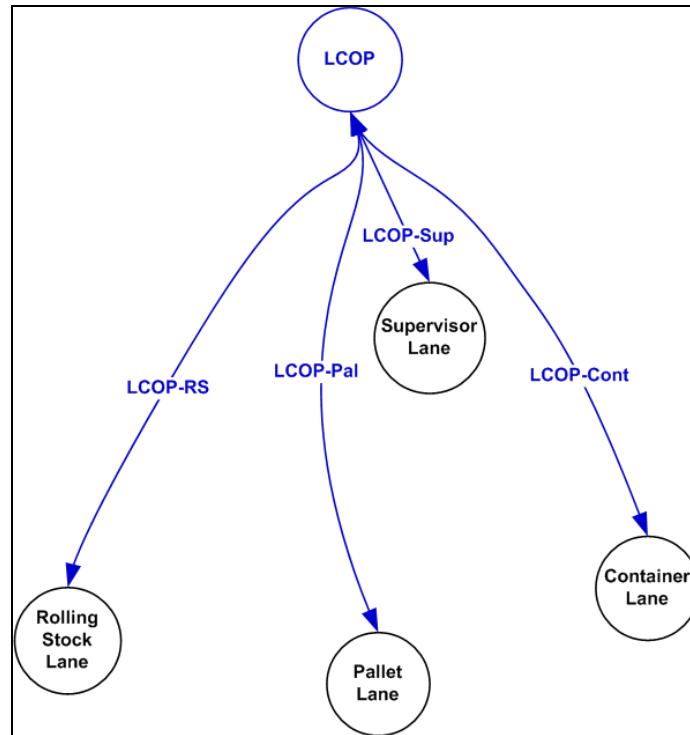 LCOP
LCOP-Sup
Supervisor
Lane
LCOP-Pal
LCOP-Cont
LCOP-RS
Container
Lane
Rolling
Stock
Lane
Pallet
Lane